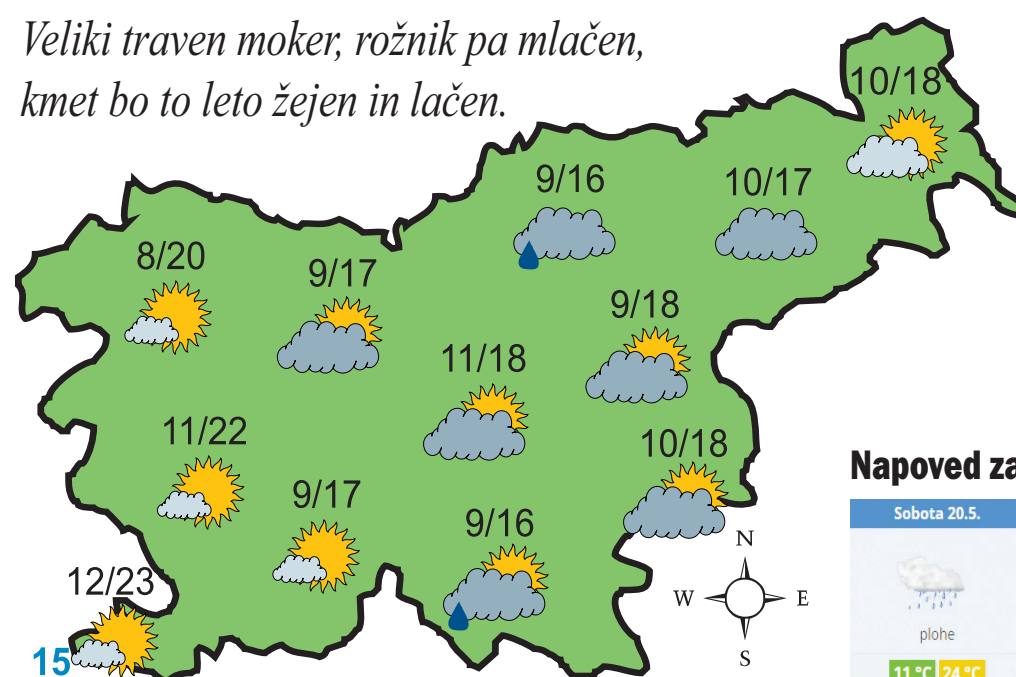 Veliki traven moker, rožnik pa mlačen,
kmet bo to leto žejen in lačen.
10/18
9/16
10/17
8/20
9/17
9/18
11/18
11/22
10/18
9/17
9/16
12/23
15
N
W E
S
Napoved za
Sobota 20.5.
plohe
11 °C 24 °C